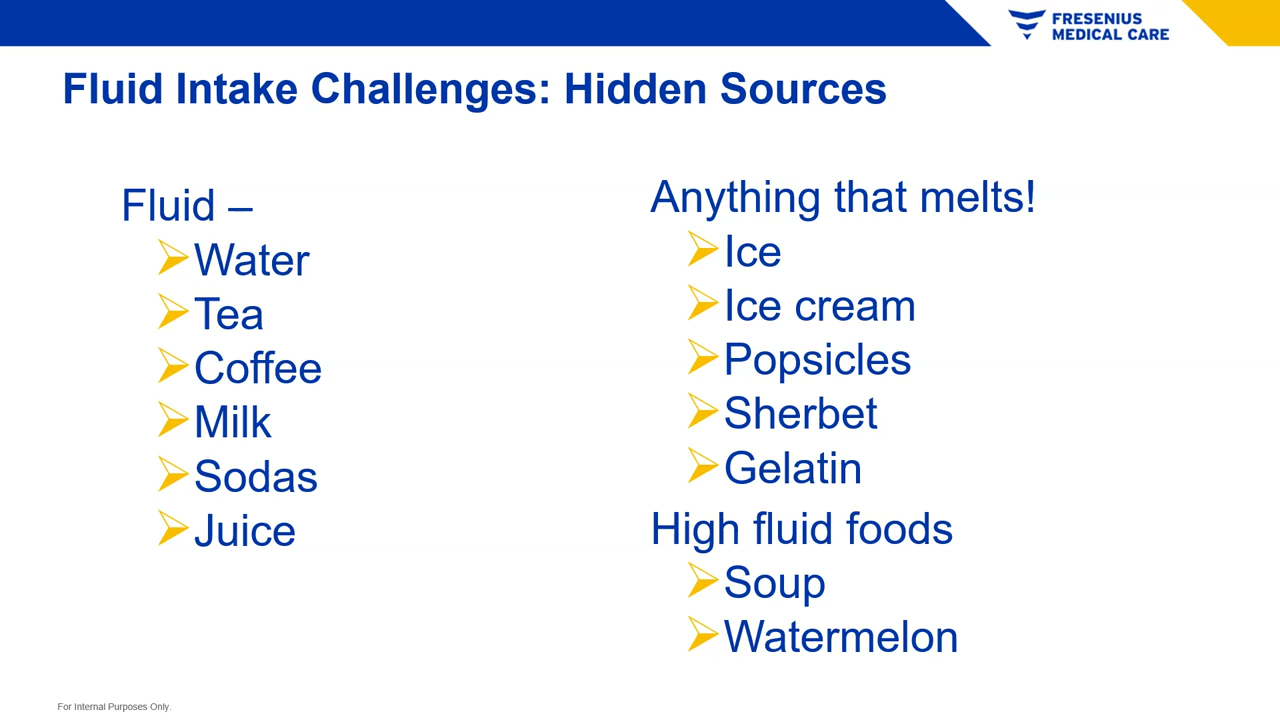 FRESENIUS
MEDICAL CARE
Fluid Intake Challenges: Hidden Sources
Fluid –
Water
Tea
Coffee
Milk
Sodas
Juice
Anything that melts!
Ice
Ice cream
Popsicles
Sherbet
Gelatin
High fluid foods
Soup
Watermelon
For Internal Purposes Only.